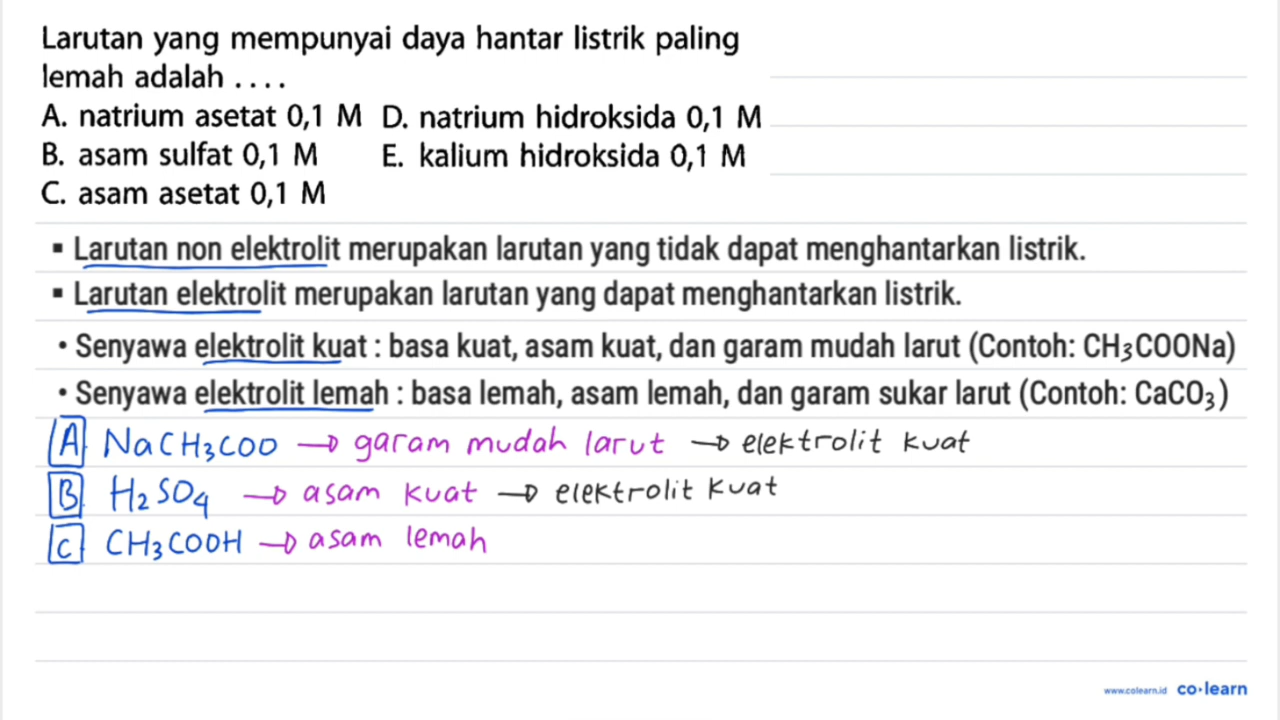 Larutan yang mempunyai daya hantar listrik paling
lemah adalah . . . .
A. natrium asetat 0,1 M D. natrium hidroksida 0,1 M
B. asam sulfat 0,1 M E. kalium hidroksida 0,1 M
C. asam asetat 0,1 M
▪ Larutan non elektrolit merupakan larutan yang tidak dapat menghantarkan listrik.
▪ Larutan elektrolit merupakan larutan yang dapat menghantarkan listrik.
• Senyawa elektrolit kuat : basa kuat, asam kuat, dan garam mudah larut (Contoh: CH₃COONa)
• Senyawa elektrolit lemah : basa lemah, asam lemah, dan garam sukar larut (Contoh: CaCO₃)
A NaCH₃COO → garam mudah larut → elektrolit kuat
B H₂SO₄ → asam kuat → elektrolit kuat
C CH₃COOH → asam lemah
www.colearn.id co·learn